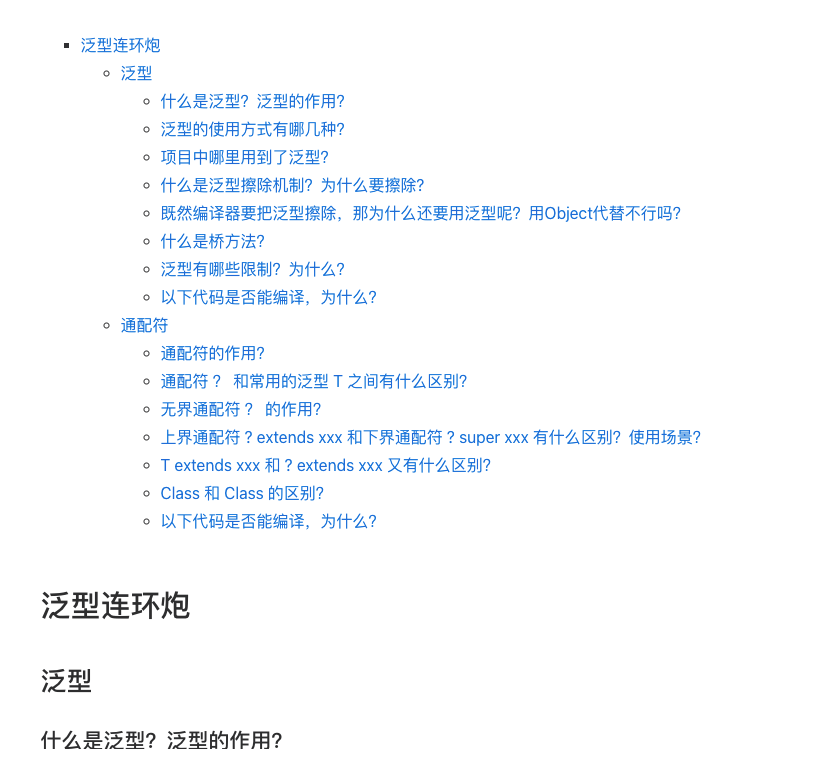 泛型连环炮
泛型
什么是泛型？泛型的作用？
泛型的使用方式有哪几种？
项目中哪里用到了泛型？
什么是泛型擦除机制？为什么要擦除?
既然编译器要把泛型擦除，那为什么还要用泛型呢？用Object代替不行吗？
什么是桥方法？
泛型有哪些限制？为什么？
以下代码是否能编译，为什么？
通配符
通配符的作用？
通配符 ？ 和常用的泛型 T 之间有什么区别？
无界通配符 ？ 的作用？
上界通配符 ? extends xxx 和下界通配符 ? super xxx 有什么区别？使用场景？
T extends xxx 和 ? extends xxx 又有什么区别？
Class 和 Class 的区别？
以下代码是否能编译，为什么？
泛型连环炮
泛型
什么是泛型？泛型的作用？